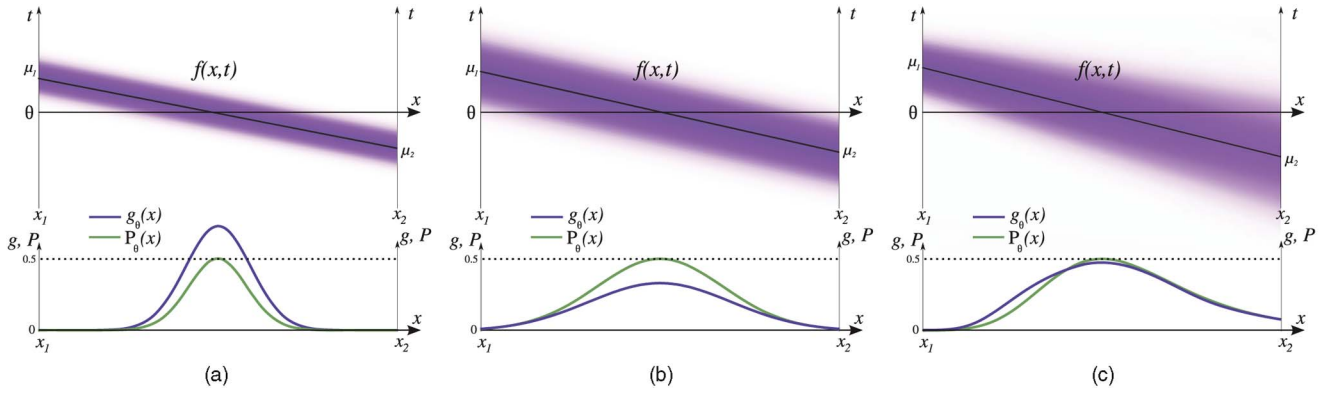 t t
μ1
f(x,t)
x
θ
μ2
x1 x2
gθ(x)
Pθ(x)
g, P g, P
0.5
0
x
x1 x2
(a)
t t
μ1
f(x,t)
x
θ
μ2
x1 x2
gθ(x)
Pθ(x)
g, P g, P
0.5
0
x
x1 x2
(b)
t t
μ1
f(x,t)
x
θ
μ2
x1 x2
gθ(x)
Pθ(x)
g, P g, P
0.5
0
x
x1 x2
(c)